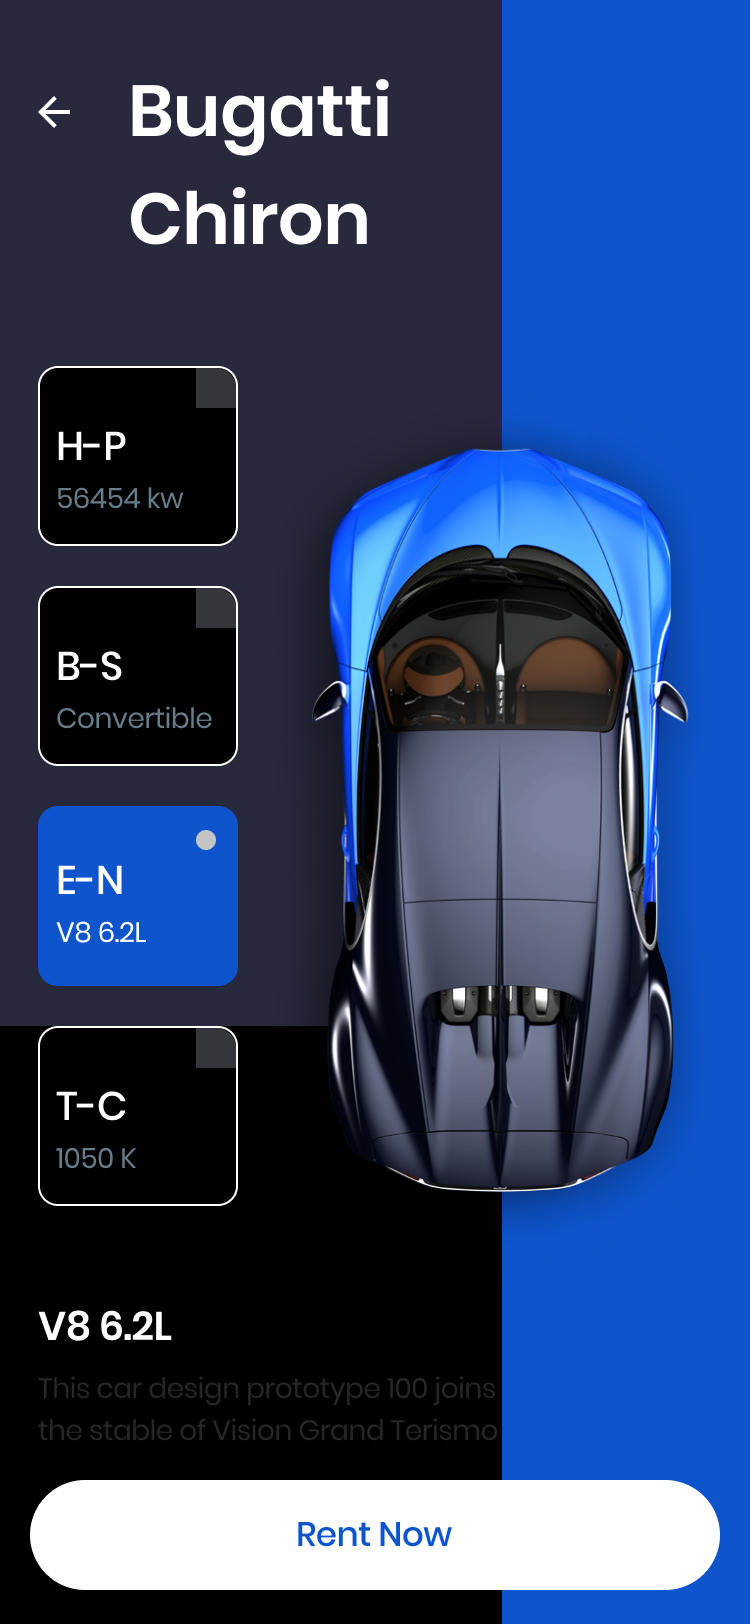 Bugatti
Chiron
H-P
56454 kw
B-S
Convertible
E-N
V8 6.2L
T-C
1050 K
V8 6.2L
This car design prototype 100 joins
the stable of Vision Grand Terismo
Rent Now